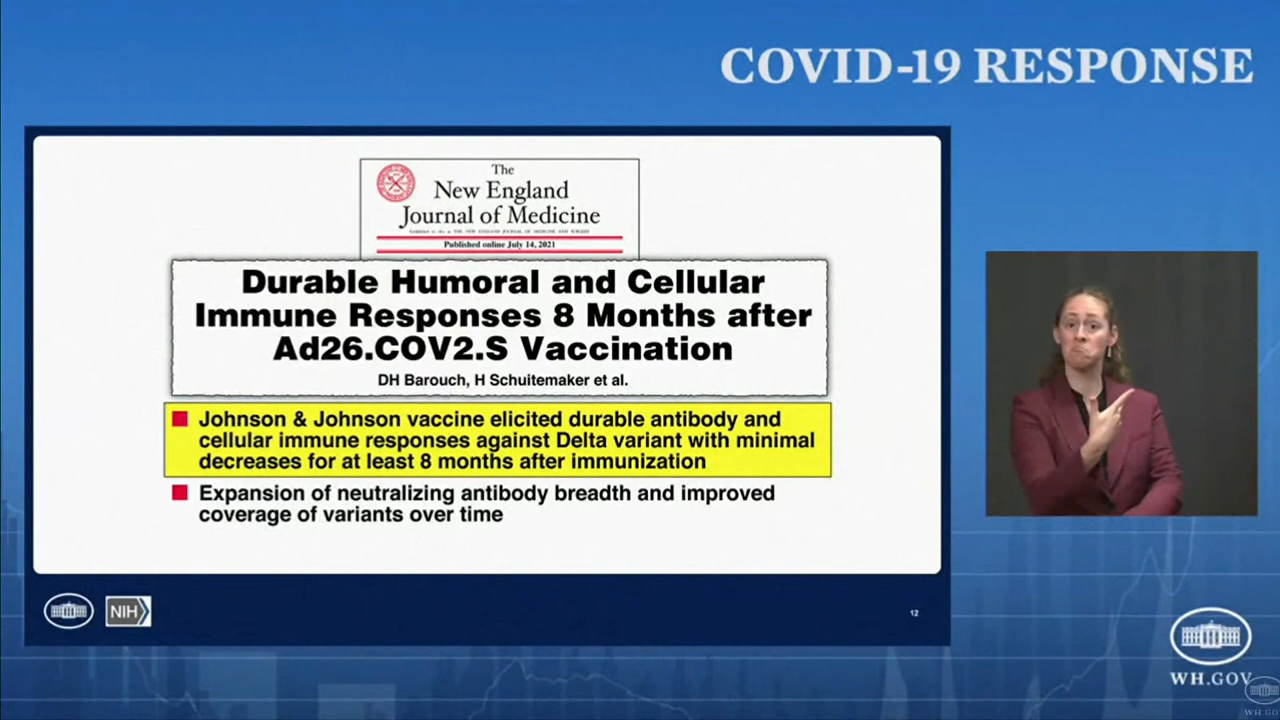 COVID-19 RESPONSE
The
New England
Journal of Medicine
Published online July 14, 2021
Durable Humoral and Cellular
Immune Responses 8 Months after
Ad26.COV2.S Vaccination
DH Barouch, H Schuitemaker et al.
Johnson & Johnson vaccine elicited durable antibody and
cellular immune responses against Delta variant with minimal
decreases for at least 8 months after immunization
Expansion of neutralizing antibody breadth and improved
coverage of variants over time
NIH
12
WH.GOV